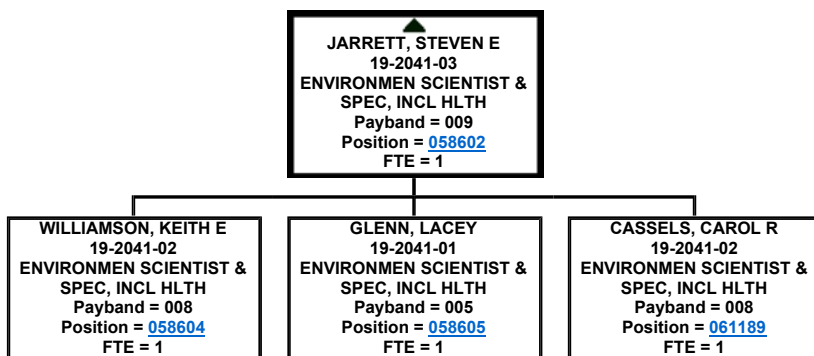 JARRETT, STEVEN E
19-2041-03
ENVIRONMEN SCIENTIST &
SPEC, INCL HLTH
Payband = 009
Position = 058602
FTE = 1
WILLIAMSON, KEITH E
19-2041-02
ENVIRONMEN SCIENTIST &
SPEC, INCL HLTH
Payband = 008
Position = 058604
FTE = 1
GLENN, LACEY
19-2041-01
ENVIRONMEN SCIENTIST &
SPEC, INCL HLTH
Payband = 005
Position = 058605
FTE = 1
CASSELS, CAROL R
19-2041-02
ENVIRONMEN SCIENTIST &
SPEC, INCL HLTH
Payband = 008
Position = 061189
FTE = 1